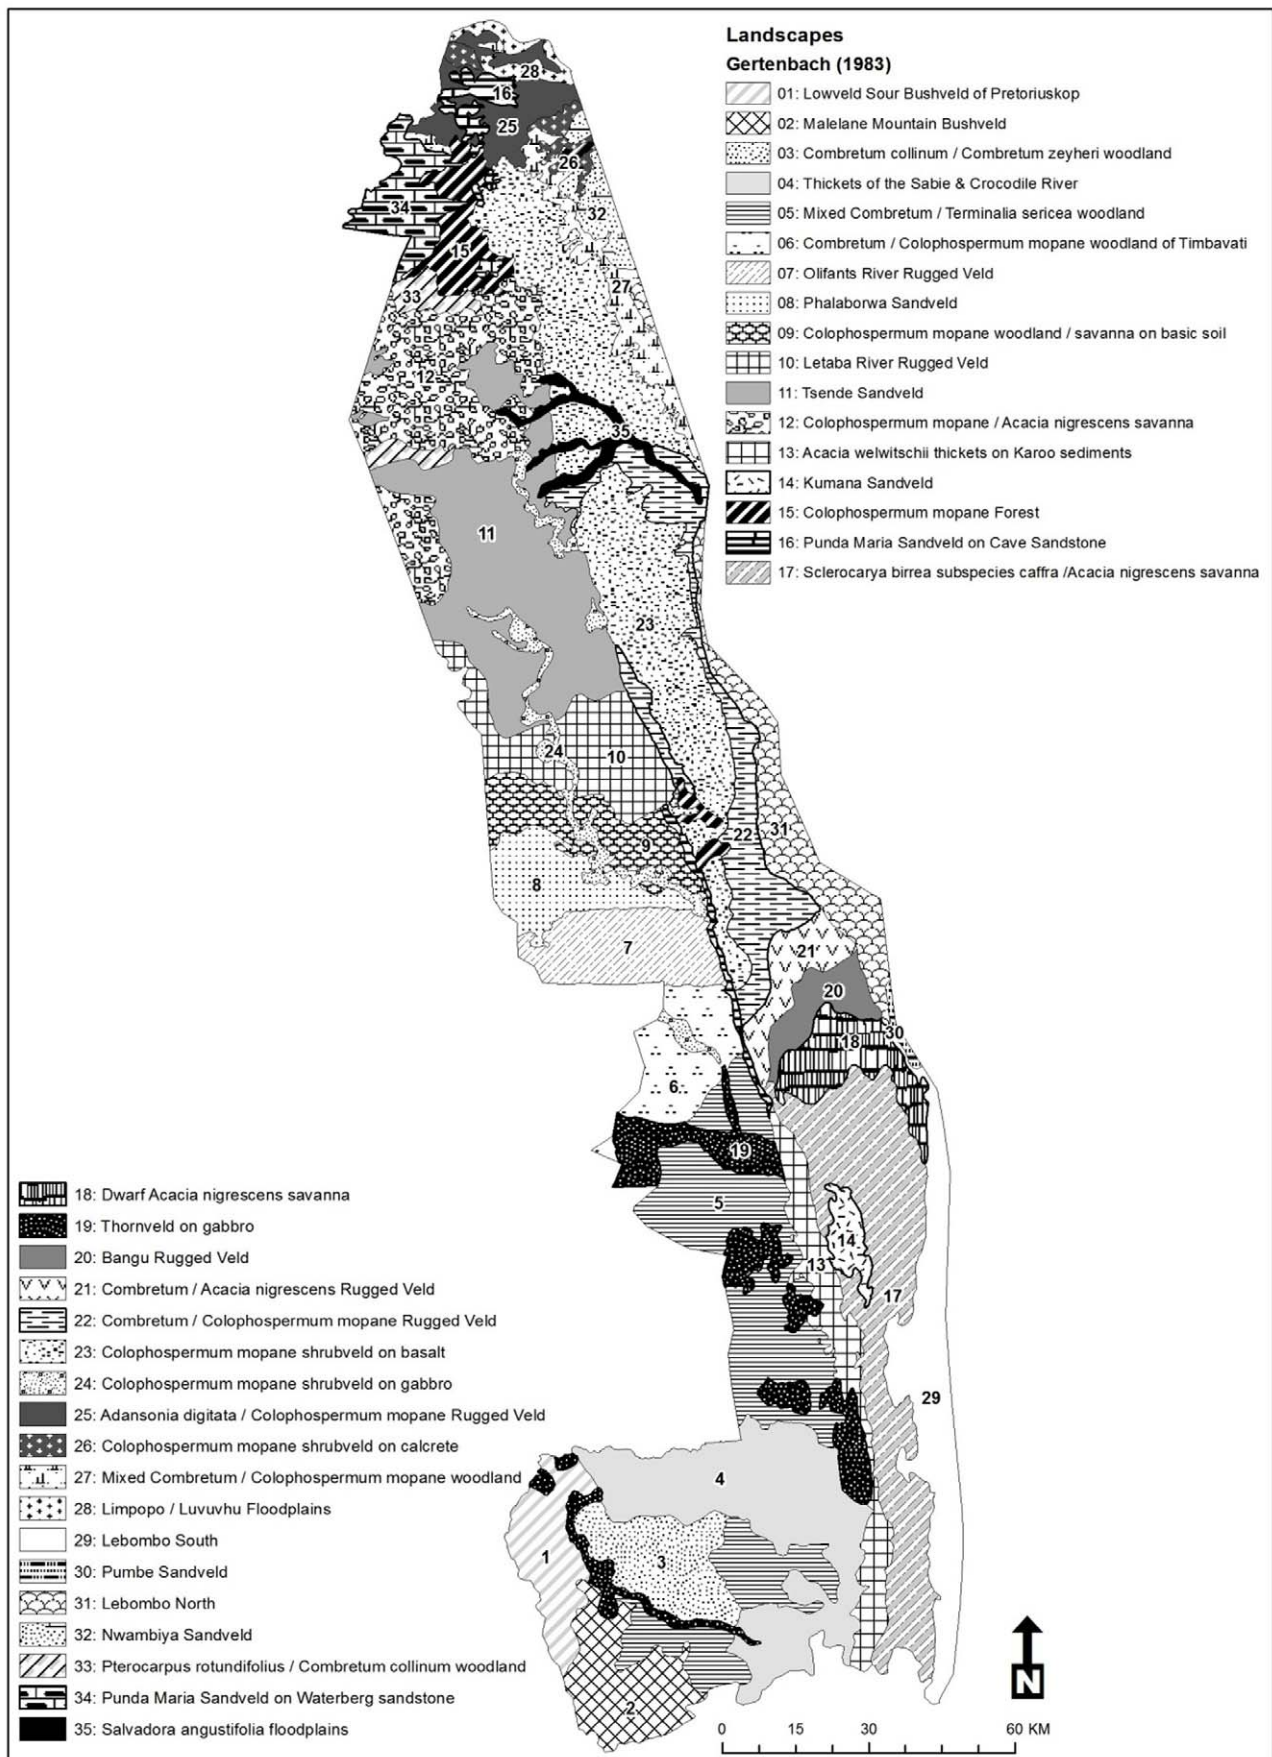 Landscapes
Gertenbach (1983)
01: Lowveld Sour Bushveld of Pretoriuskop
02: Malelane Mountain Bushveld
03: Combretum collinum / Combretum zeyheri woodland
04: Thickets of the Sabie & Crocodile River
05: Mixed Combretum / Terminalia sericea woodland
06: Combretum / Colophospermum mopane woodland of Timbavati
07: Olifants River Rugged Veld
08: Phalaborwa Sandveld
09: Colophospermum mopane woodland / savanna on basic soil
10: Letaba River Rugged Veld
11: Tsende Sandveld
12: Colophospermum mopane / Acacia nigrescens savanna
13: Acacia welwitschii thickets on Karoo sediments
14: Kumana Sandveld
15: Colophospermum mopane Forest
16: Punda Maria Sandveld on Cave Sandstone
17: Sclerocarya birrea subspecies caffra /Acacia nigrescens savanna
28
16
25
26
34
32
15
27
33
12
35
11
23
24
10
22
31
9
8
7
21
20
30
18
6
19
5
14
13
17
29
4
1
3
2
18: Dwarf Acacia nigrescens savanna
19: Thornveld on gabbro
20: Bangu Rugged Veld
21: Combretum / Acacia nigrescens Rugged Veld
22: Combretum / Colophospermum mopane Rugged Veld
23: Colophospermum mopane shrubveld on basalt
24: Colophospermum mopane shrubveld on gabbro
25: Adansonia digitata / Colophospermum mopane Rugged Veld
26: Colophospermum mopane shrubveld on calcrete
27: Mixed Combretum / Colophospermum mopane woodland
28: Limpopo / Luvuvhu Floodplains
29: Lebombo South
30: Pumbe Sandveld
31: Lebombo North
32: Nwambiya Sandveld
33: Pterocarpus rotundifolius / Combretum collinum woodland
34: Punda Maria Sandveld on Waterberg sandstone
35: Salvadora angustifolia floodplains
N
0 15 30 60 KM